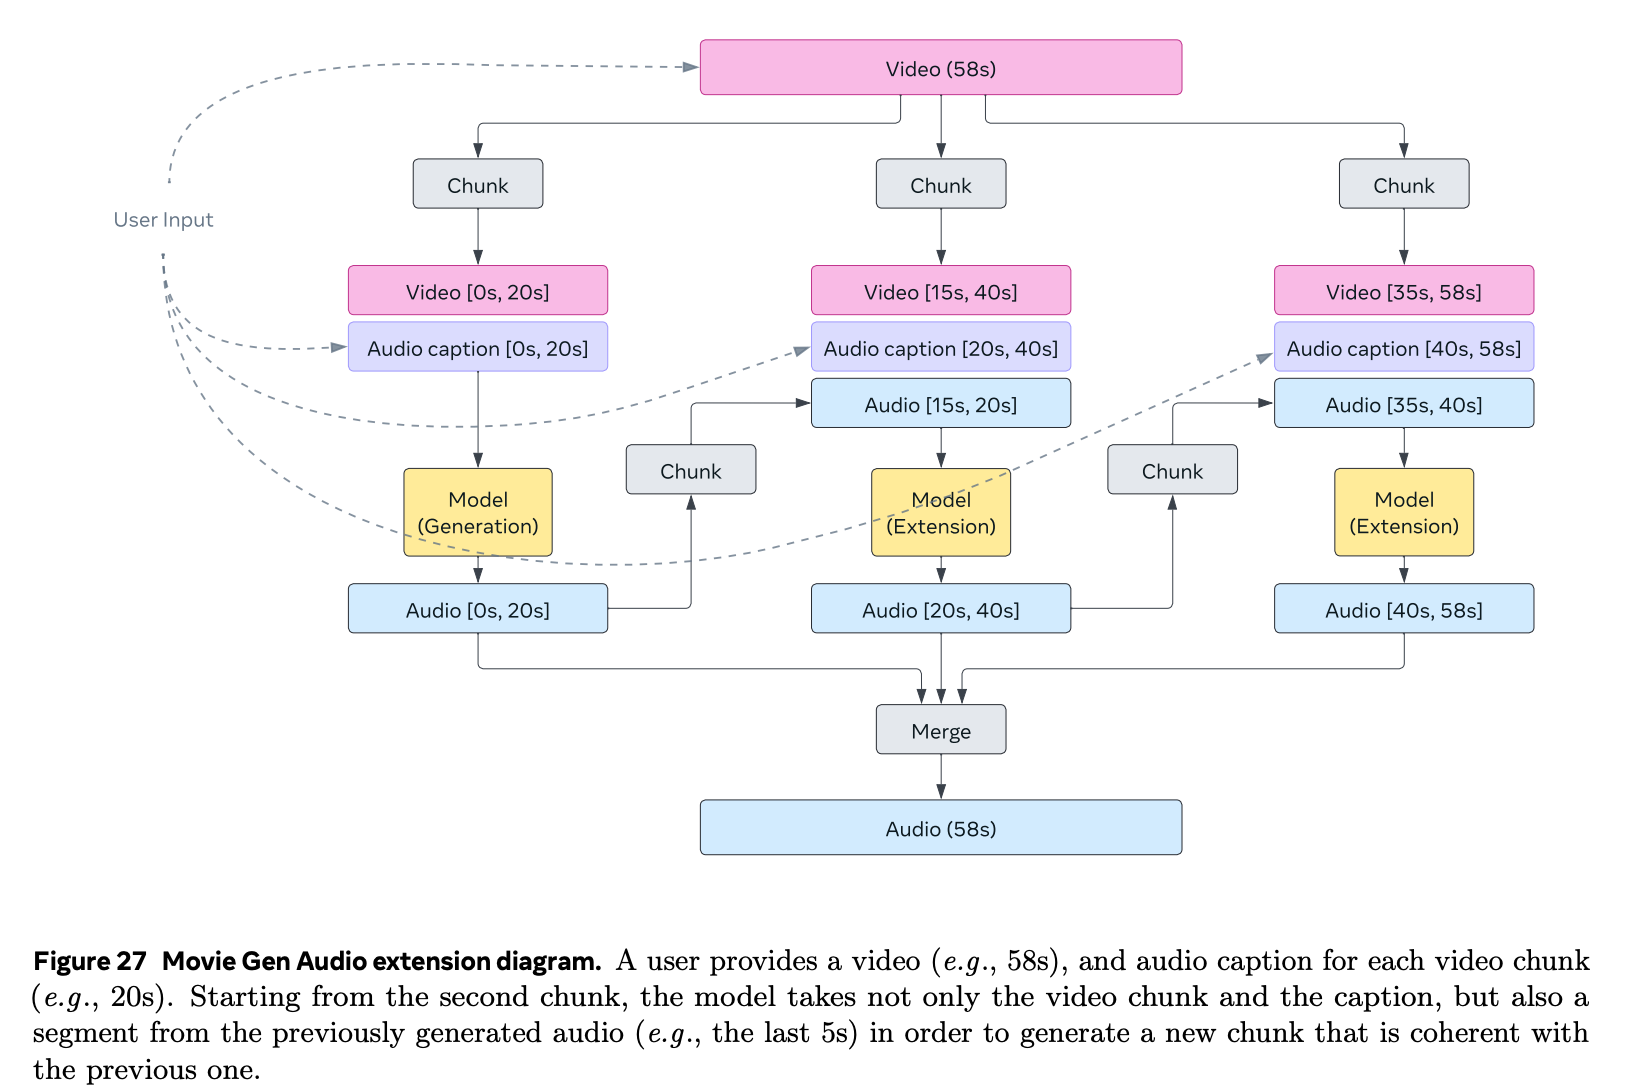 Video (58s)
Chunk
Chunk
Chunk
User Input
Video [0s, 20s]
Video [15s, 40s]
Video [35s, 58s]
Audio caption [0s, 20s]
Audio caption [20s, 40s]
Audio caption [40s, 58s]
Audio [15s, 20s]
Audio [35s, 40s]
Chunk
Chunk
Model
(Generation)
Model
(Extension)
Model
(Extension)
Audio [0s, 20s]
Audio [20s, 40s]
Audio [40s, 58s]
Merge
Audio (58s)
Figure 27 Movie Gen Audio extension diagram. A user provides a video (e.g., 58s), and audio caption for each video chunk
(e.g., 20s). Starting from the second chunk, the model takes not only the video chunk and the caption, but also a
segment from the previously generated audio (e.g., the last 5s) in order to generate a new chunk that is coherent with
the previous one.